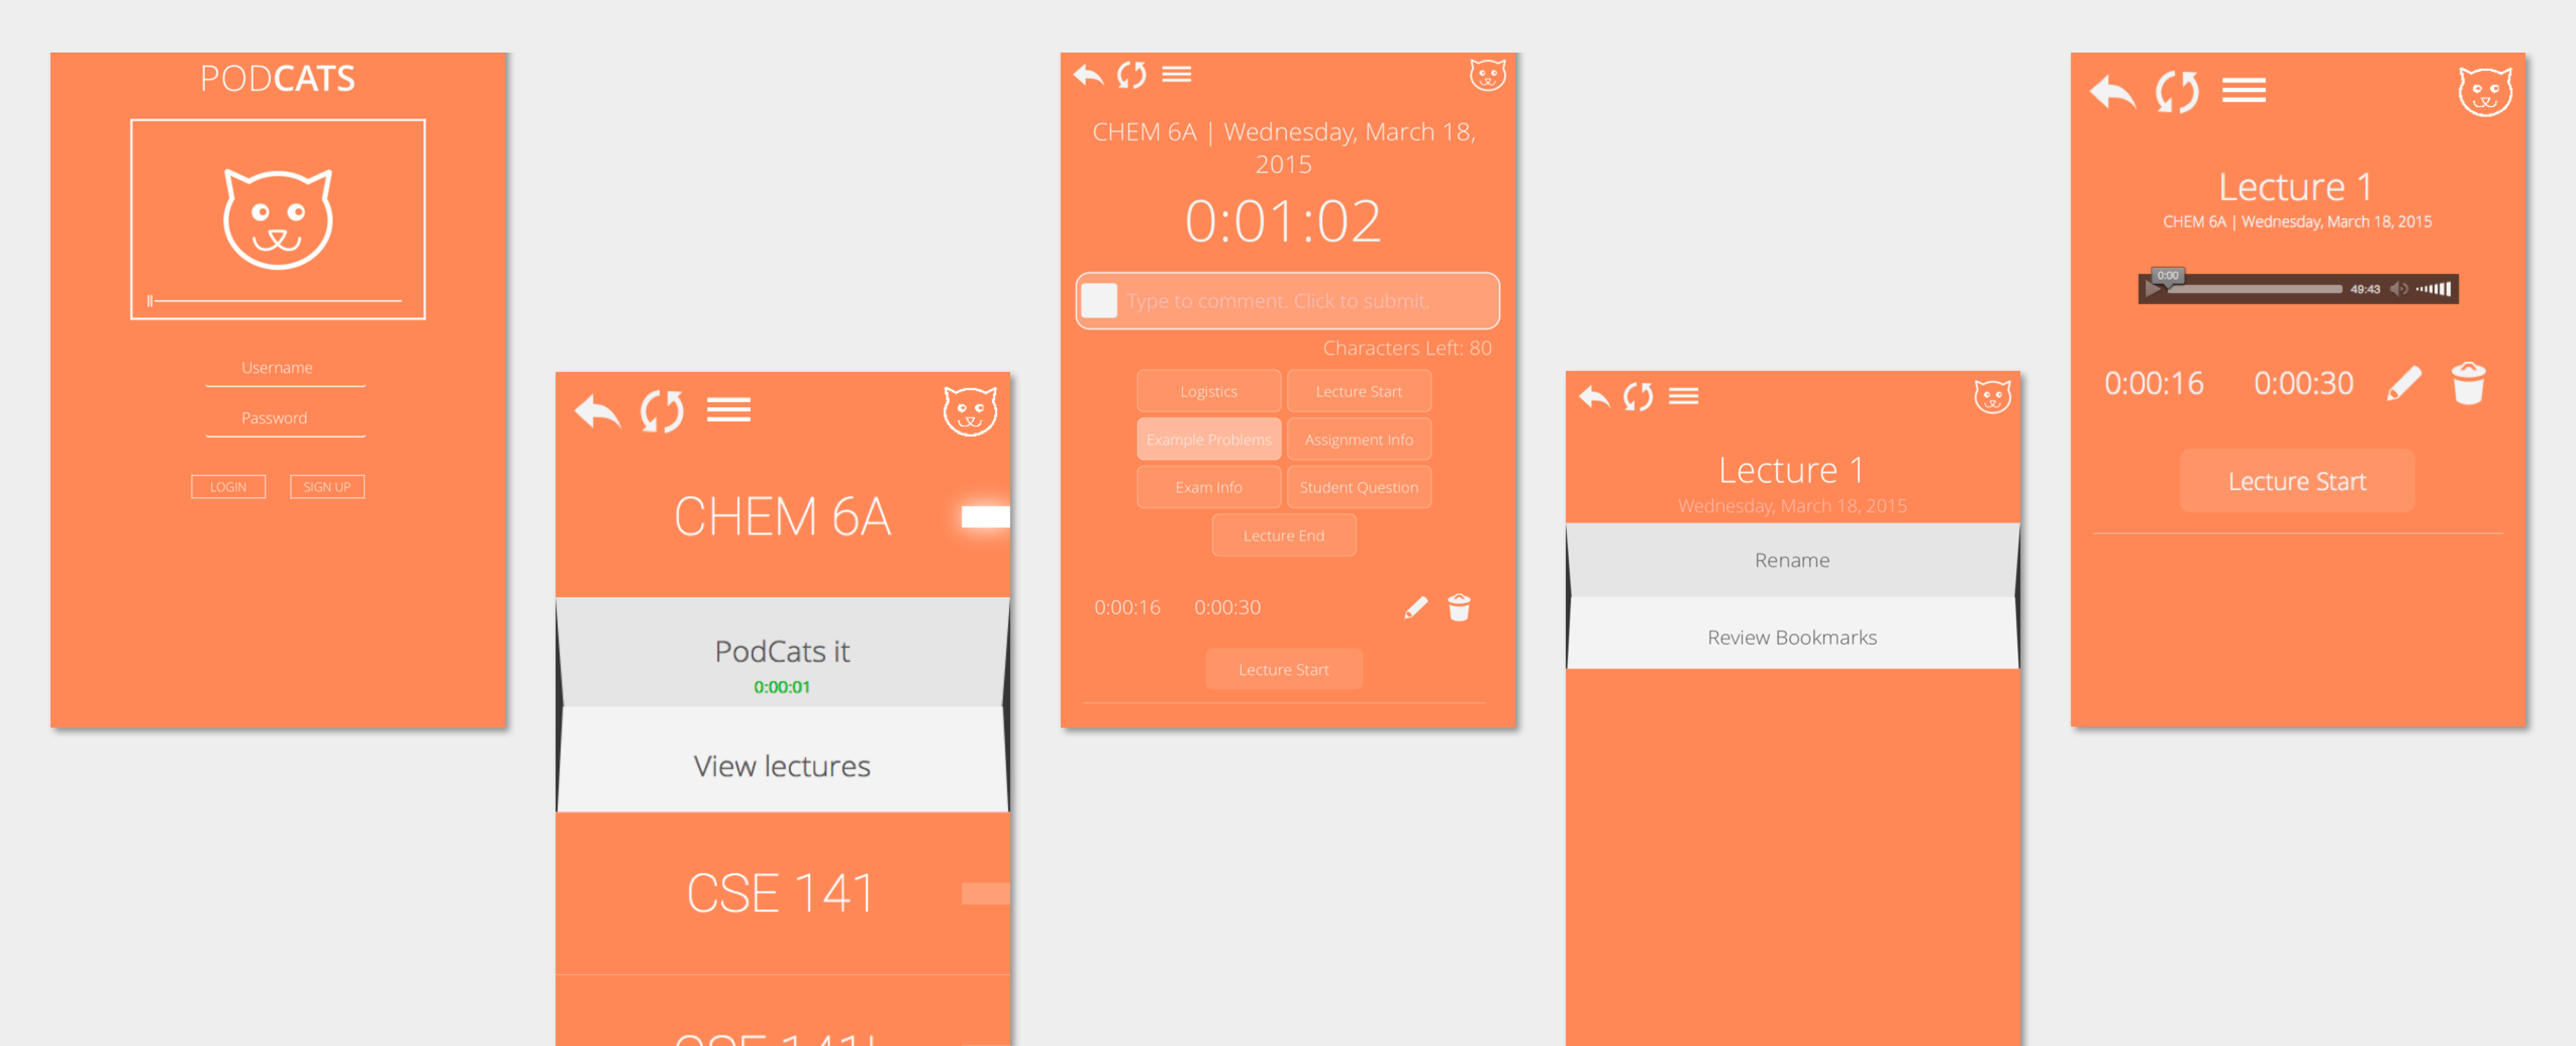 PODCATS
Username
Password
LOGIN SIGN UP
CHEM 6A
PodCats it
0:00:01
View lectures
CSE 141
CHEM 6A | Wednesday, March 18,
2015
0:01:02
Type to comment. Click to submit.
Characters Left: 80
Logistics Lecture Start
Example Problems Assignment Info
Exam Info Student Question
Lecture End
0:00:16 0:00:30
Lecture Start
Lecture 1
Wednesday, March 18, 2015
Rename
Review Bookmarks
Lecture 1
CHEM 6A | Wednesday, March 18, 2015
0:00
49:43
0:00:16 0:00:30
Lecture Start